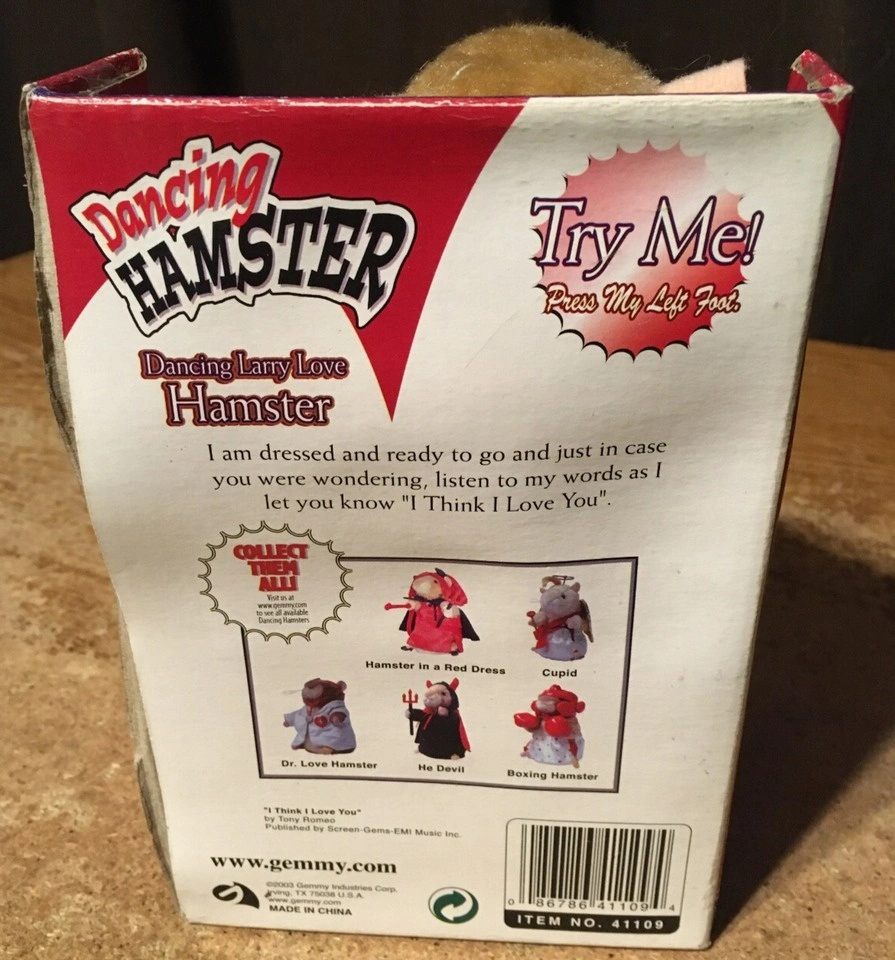 Dancing
HAMSTER
Try Me!
Press My Left Foot.
Dancing Larry Love
Hamster
I am dressed and ready to go and just in case
you were wondering, listen to my words as I
let you know "I Think I Love You".
COLLECT
THEM
ALL!
Visit us at
www.gemmy.com
to see all available
Dancing Hamsters
Hamster in a Red Dress
Cupid
Dr. Love Hamster
He Devil
Boxing Hamster
"I Think I Love You"
by Tony Romeo
Published by Screen-Gems-EMI Music Inc.
www.gemmy.com
©2003 Gemmy Industries Corp.
Irving, TX 75038 U.S.A.
www.gemmy.com
MADE IN CHINA
0 86786 41109 4
ITEM NO. 41109